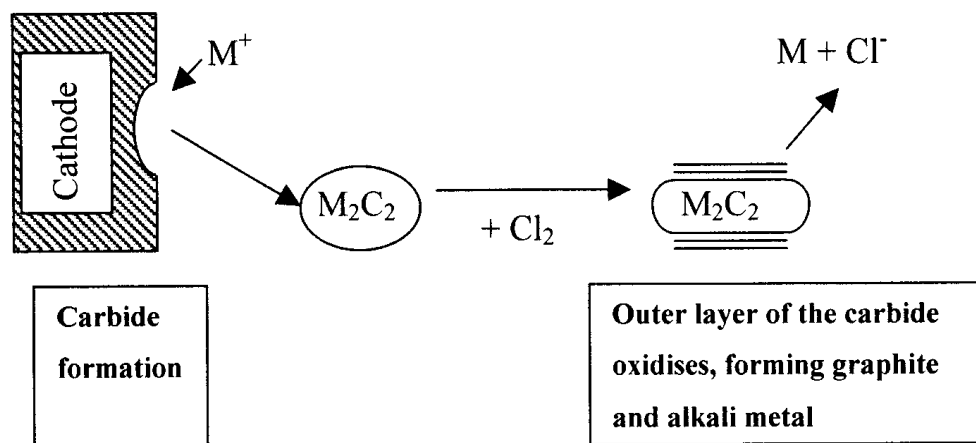 Cathode
M⁺
M₂C₂
+ Cl₂
M₂C₂
M + Cl⁻
Carbide
formation
Outer layer of the carbide
oxidises, forming graphite
and alkali metal